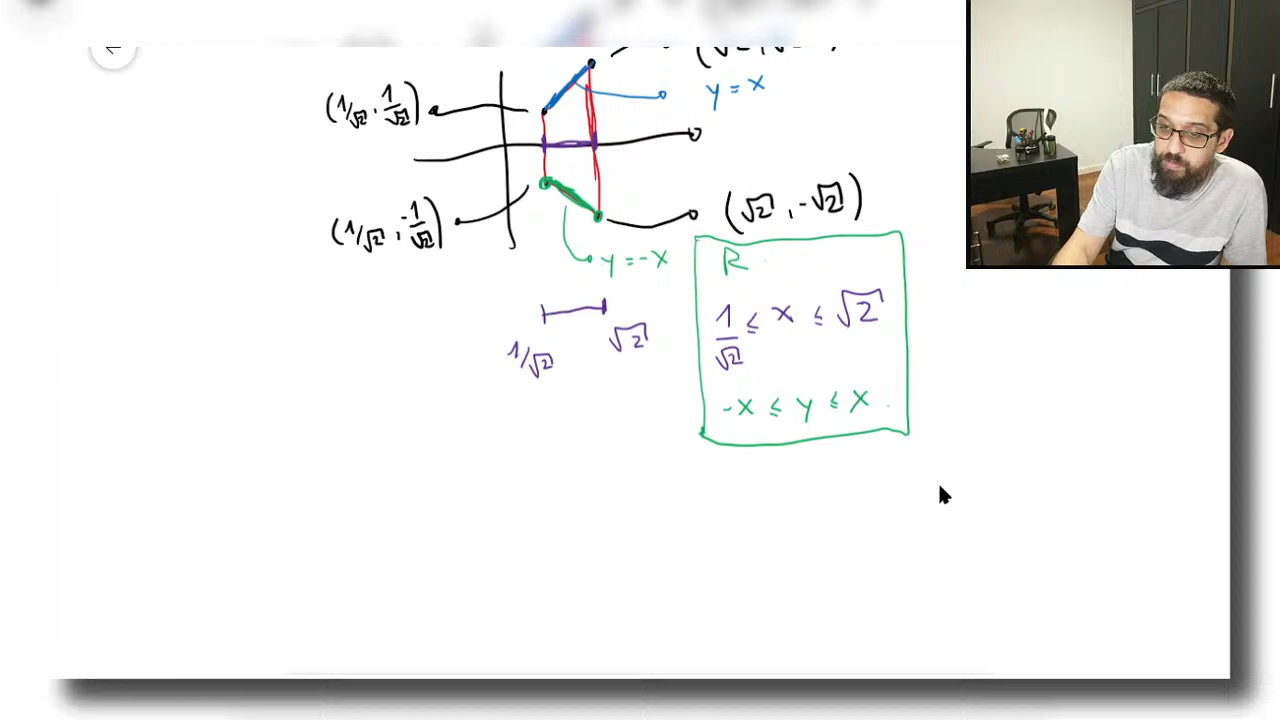 (1/√2, 1/√2)
y = x
(1/√2, -1/√2)
(√2, -√2)
y = -x
R
1/√2 ≤ x ≤ √2
1/√2
√2
-x ≤ y ≤ x